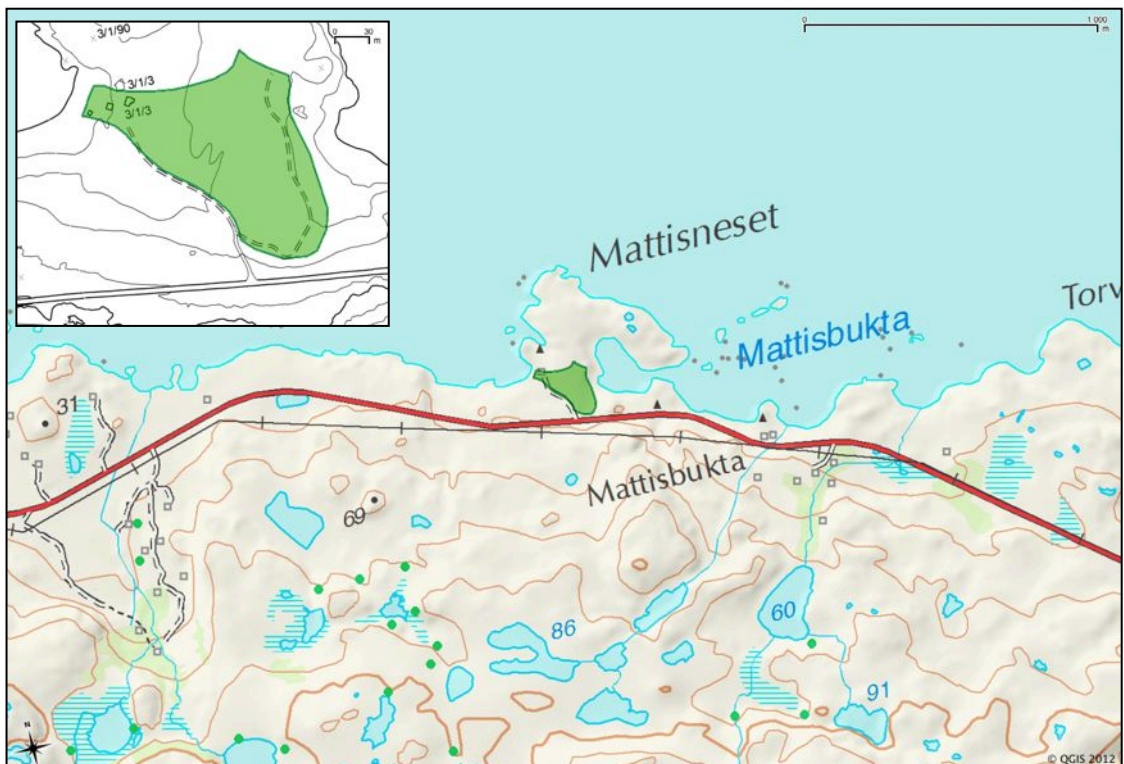 3/1/90
0 30
m
3/1/3
3/1/3
0 1 000
m
Mattisneset
Torv
Mattisbukta
31
Mattisbukta
69
60
86
91
N
© QGIS 2012